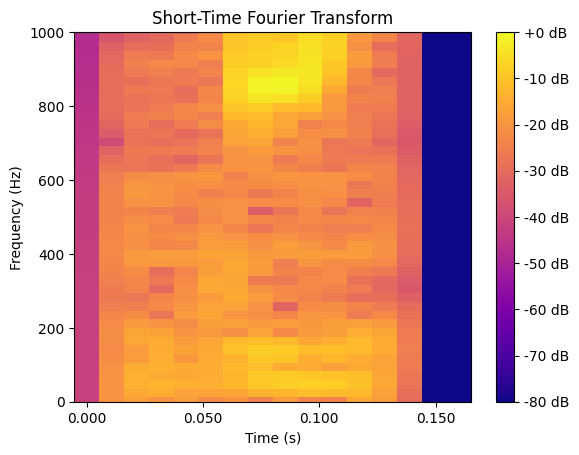 Short-Time Fourier Transform
1000
800
600
400
200
0
Frequency (Hz)
0.000
0.050
0.100
0.150
Time (s)
+0 dB
-10 dB
-20 dB
-30 dB
-40 dB
-50 dB
-60 dB
-70 dB
-80 dB